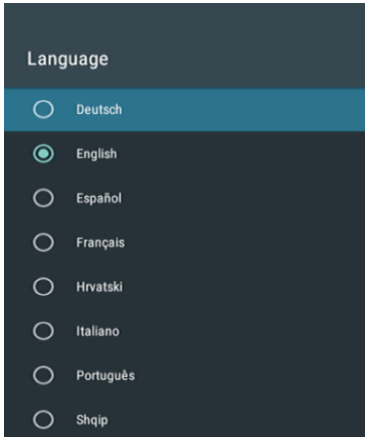 Language
Deutsch
English
Español
Français
Hrvatski
Italiano
Português
Shqip